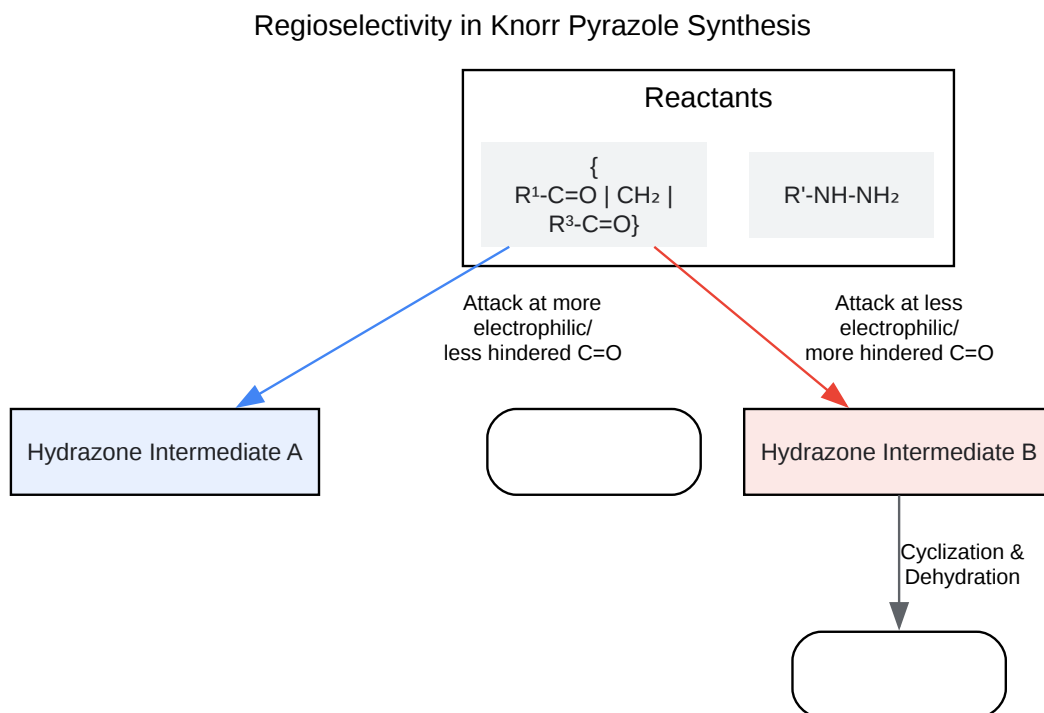 Regioselectivity in Knorr Pyrazole Synthesis
Reactants
{
R¹-C=O | CH₂ |
R³-C=O}
R'-NH-NH₂
Attack at more
electrophilic/
less hindered C=O
Attack at less
electrophilic/
more hindered C=O
Hydrazone Intermediate A
Hydrazone Intermediate B
Cyclization &
Dehydration